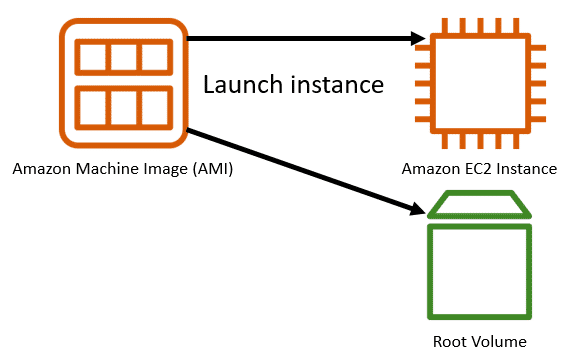 Launch instance
Amazon Machine Image (AMI)
Amazon EC2 Instance
Root Volume